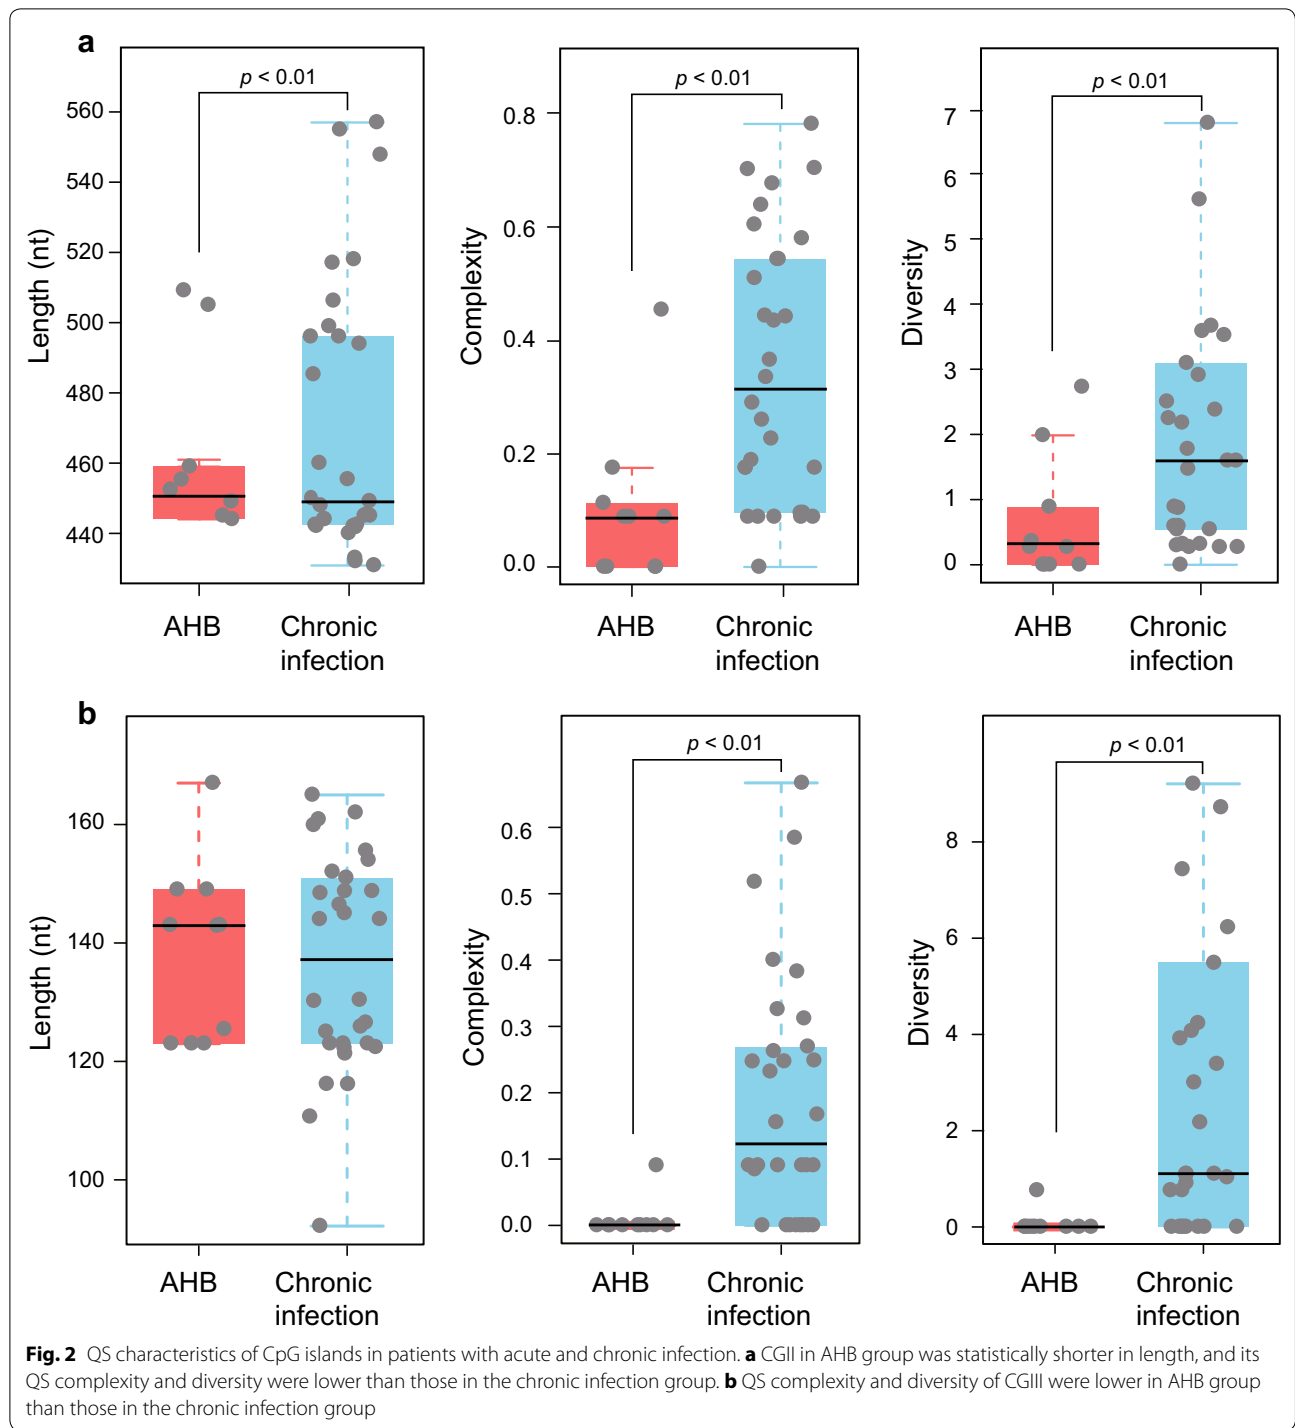 a
p < 0.01
560
540
520
500
480
460
440
Length (nt)
AHB
Chronic
infection
p < 0.01
0.8
0.6
0.4
0.2
0.0
Complexity
AHB
Chronic
infection
p < 0.01
7
6
5
4
3
2
1
0
Diversity
AHB
Chronic
infection
b
160
140
120
100
Length (nt)
AHB
Chronic
infection
p < 0.01
0.6
0.5
0.4
0.3
0.2
0.1
0.0
Complexity
AHB
Chronic
infection
p < 0.01
8
6
4
2
0
Diversity
AHB
Chronic
infection
Fig. 2 QS characteristics of CpG islands in patients with acute and chronic infection. a CGII in AHB group was statistically shorter in length, and its
QS complexity and diversity were lower than those in the chronic infection group. b QS complexity and diversity of CGIII were lower in AHB group
than those in the chronic infection group